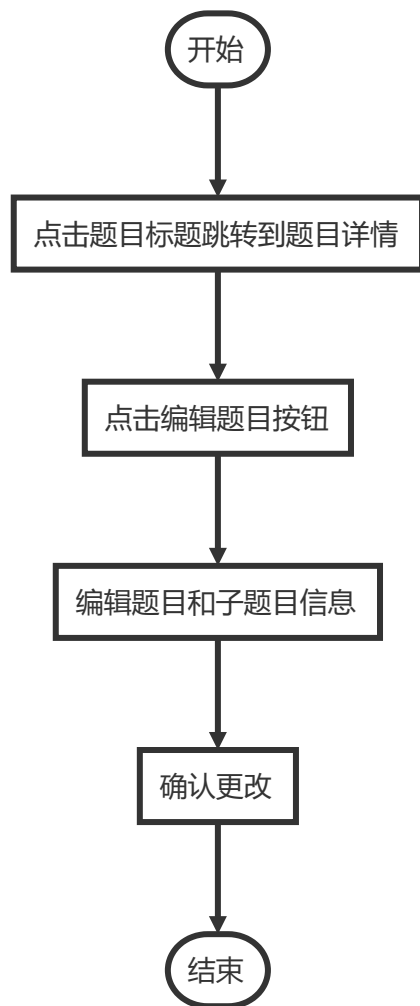 开始
点击题目标题跳转到题目详情
点击编辑题目按钮
编辑题目和子题目信息
确认更改
结束